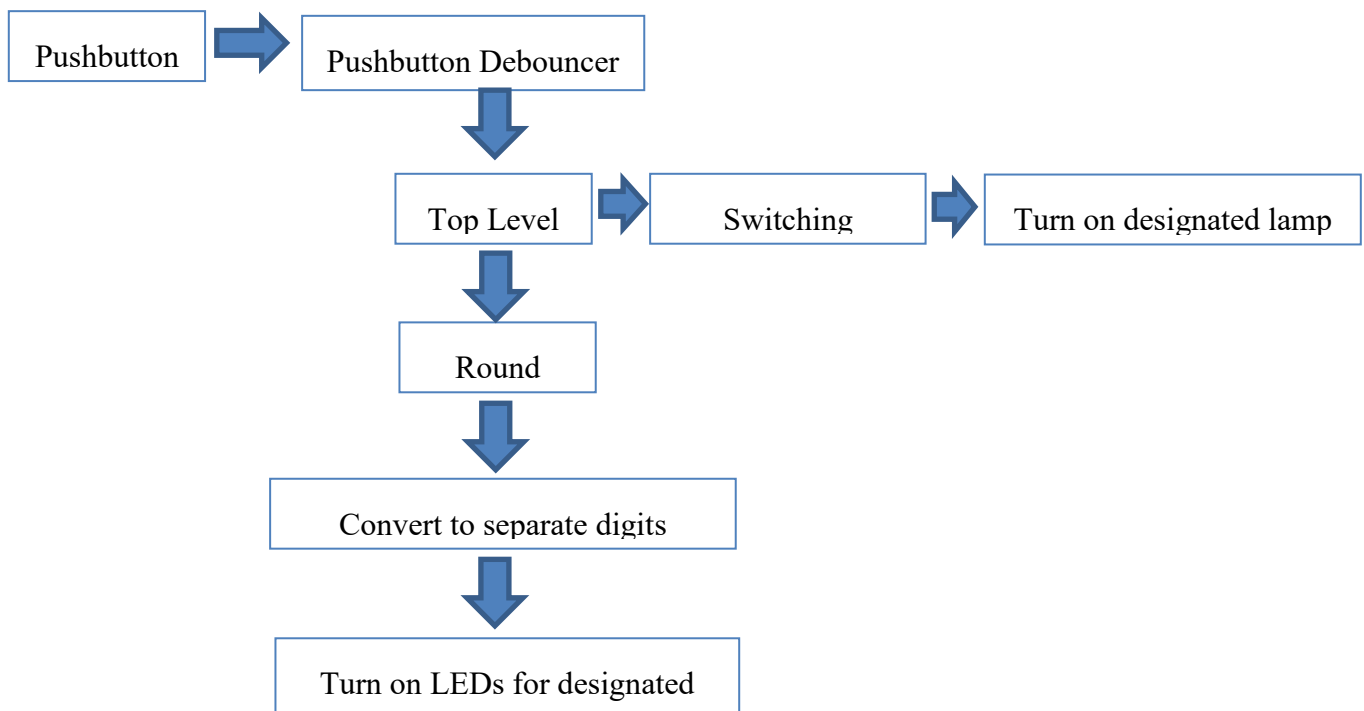 Pushbutton
Pushbutton Debouncer
Top Level
Switching
Turn on designated lamp
Round
Convert to separate digits
Turn on LEDs for designated